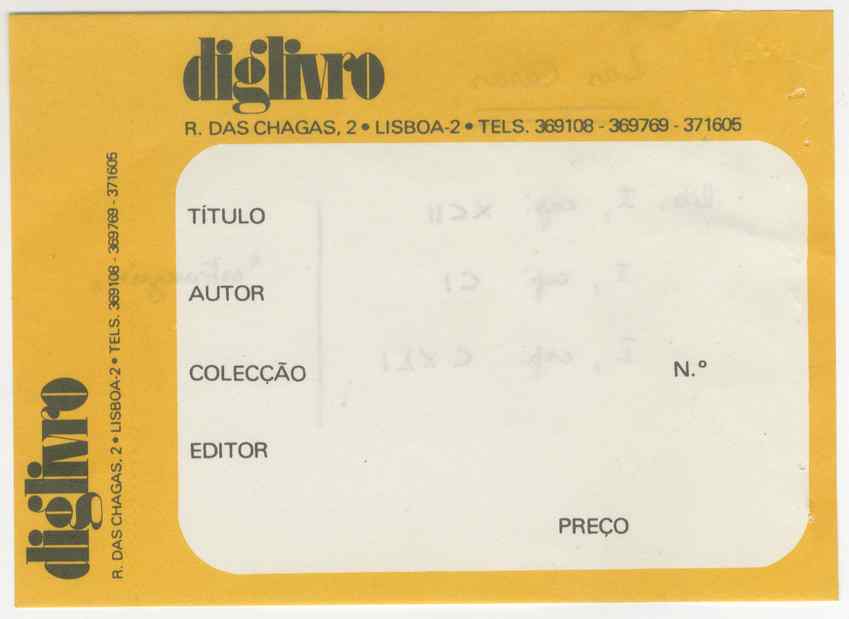 diglivro
R. DAS CHAGAS, 2 • LISBOA-2 • TELS. 369108 - 369769 - 371605
TÍTULO
AUTOR
COLECÇÃO
N.º
EDITOR
PREÇO
diglivro
R. DAS CHAGAS, 2 • LISBOA-2 • TELS. 369108 - 369769 - 371605